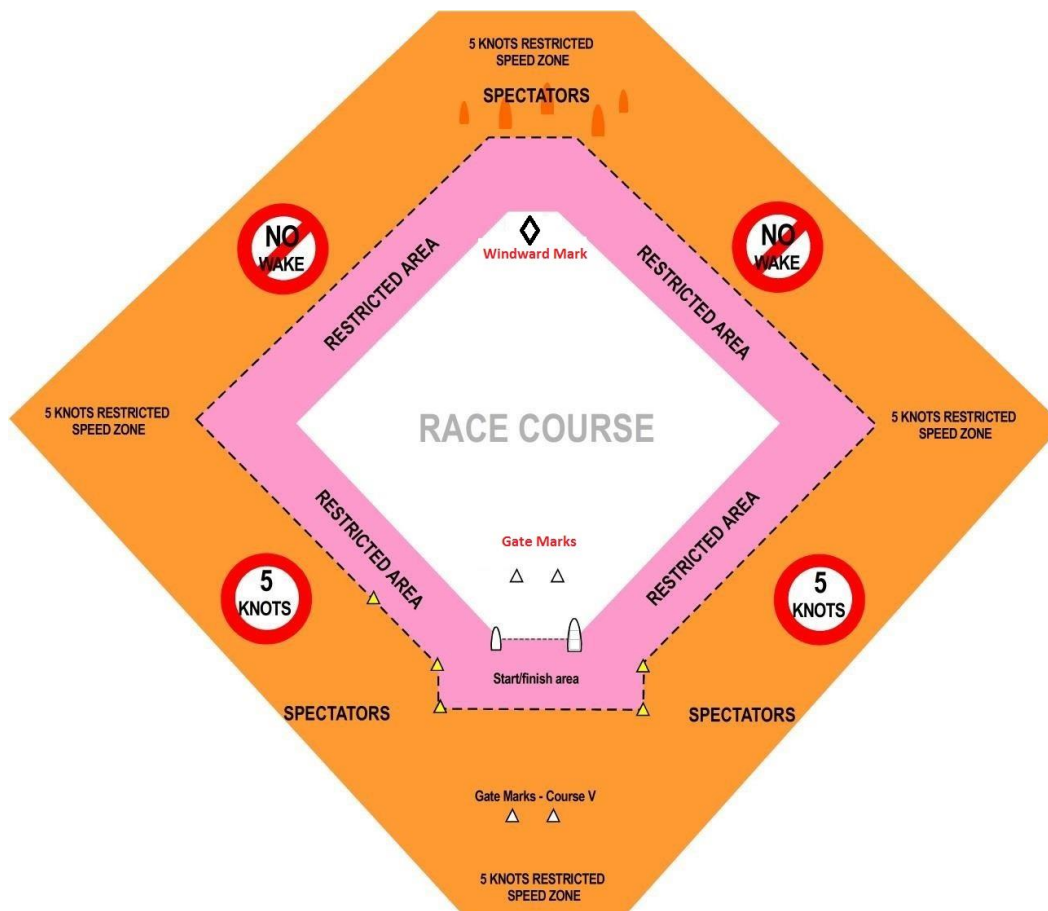 5 KNOTS RESTRICTED
SPEED ZONE
SPECTATORS
NO
WAKE
NO
WAKE
Windward Mark
RESTRICTED AREA
RESTRICTED AREA
5 KNOTS RESTRICTED
SPEED ZONE
RACE COURSE
5 KNOTS RESTRICTED
SPEED ZONE
RESTRICTED AREA
RESTRICTED AREA
Gate Marks
5
KNOTS
5
KNOTS
Start/finish area
SPECTATORS
SPECTATORS
Gate Marks - Course V
5 KNOTS RESTRICTED
SPEED ZONE